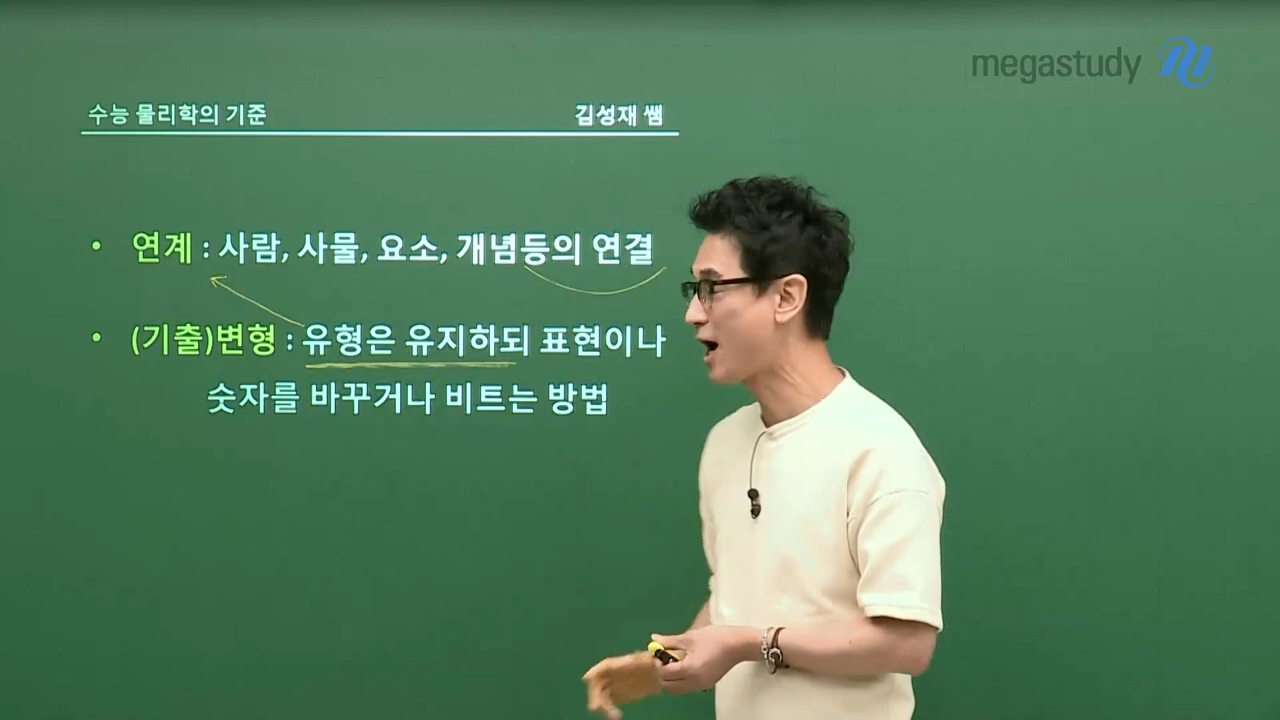 megastudy
수능 물리학의 기준 김성재 쌤
• 연계 : 사람, 사물, 요소, 개념등의 연결
• (기출)변형 : 유형은 유지하되 표현이나
숫자를 바꾸거나 비트는 방법